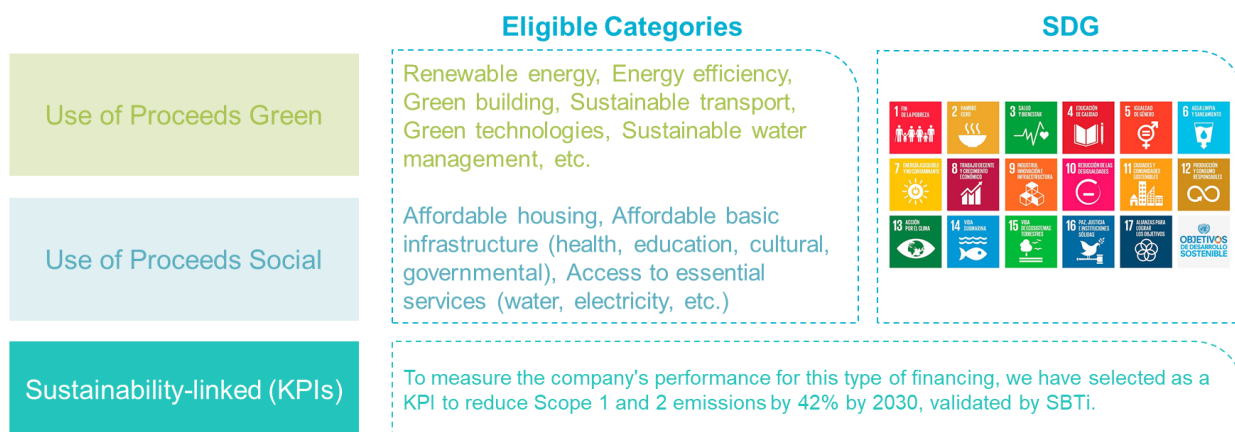 Eligible Categories
SDG
Use of Proceeds Green
Renewable energy, Energy efficiency,
Green building, Sustainable transport,
Green technologies, Sustainable water
management, etc.
Use of Proceeds Social
Affordable housing, Affordable basic
infrastructure (health, education, cultural,
governmental), Access to essential
services (water, electricity, etc.)
1 FIN
DE LA POBREZA
2 HAMBRE
CERO
3 SALUD
Y BIENESTAR
4 EDUCACIÓN
DE CALIDAD
5 IGUALDAD
DE GÉNERO
6 AGUA LIMPIA
Y SANEAMIENTO
7 ENERGÍA ASEQUIBLE
Y NO CONTAMINANTE
8 TRABAJO DECENTE
Y CRECIMIENTO
ECONÓMICO
9 INDUSTRIA,
INNOVACIÓN E
INFRAESTRUCTURA
10 REDUCCIÓN DE LAS
DESIGUALDADES
11 CIUDADES Y
COMUNIDADES
SOSTENIBLES
12 PRODUCCIÓN
Y CONSUMO
RESPONSABLES
13 ACCIÓN
POR EL CLIMA
14 VIDA
SUBMARINA
15 VIDA
DE ECOSISTEMAS
TERRESTRES
16 PAZ, JUSTICIA
E INSTITUCIONES
SÓLIDAS
17 ALIANZAS PARA
LOGRAR
LOS OBJETIVOS
OBJETIVOS
DE DESARROLLO
SOSTENIBLE
Sustainability-linked (KPIs)
To measure the company's performance for this type of financing, we have selected as a
KPI to reduce Scope 1 and 2 emissions by 42% by 2030, validated by SBTi.